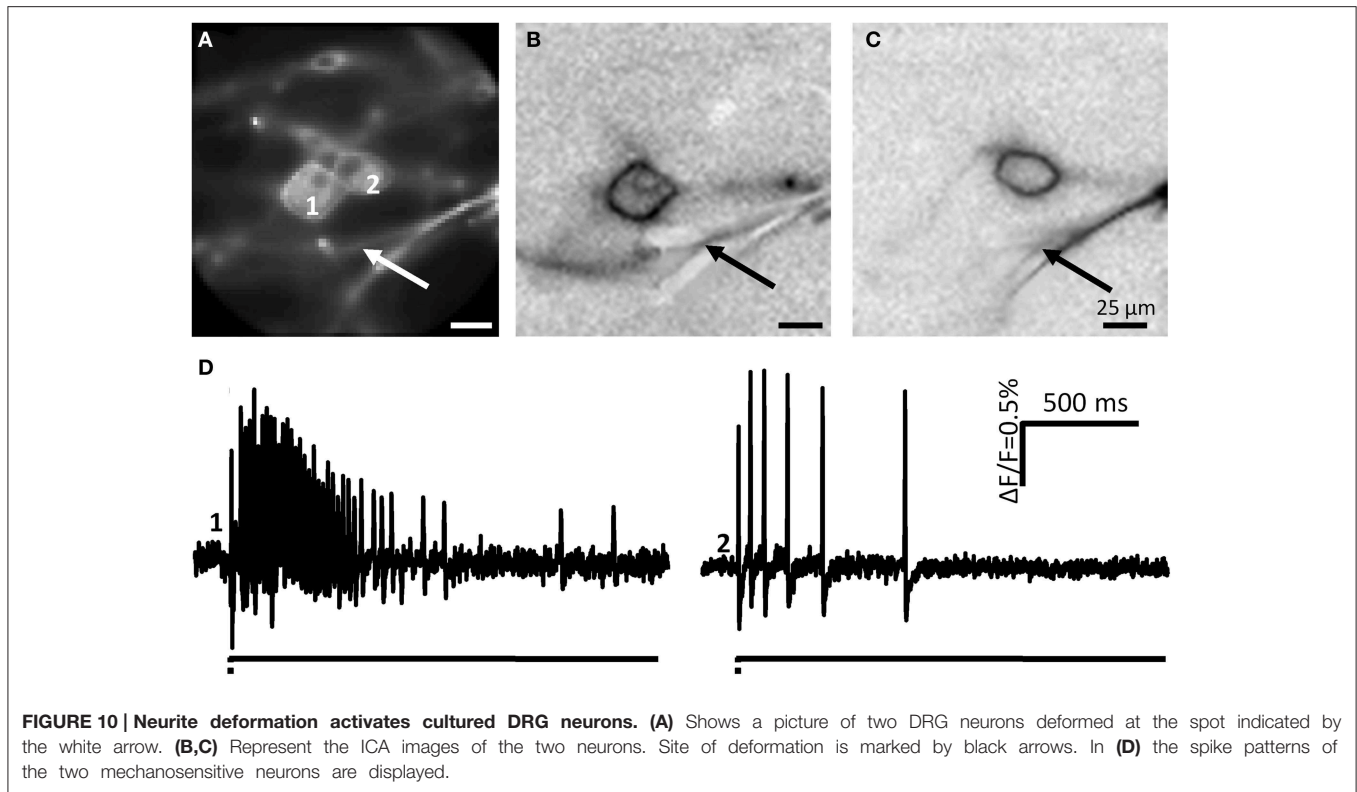 A
B
C
1
2
25 µm
D
1
2
ΔF/F=0.5%
500 ms
FIGURE 10 | Neurite deformation activates cultured DRG neurons. (A) Shows a picture of two DRG neurons deformed at the spot indicated by
the white arrow. (B,C) Represent the ICA images of the two neurons. Site of deformation is marked by black arrows. In (D) the spike patterns of
the two mechanosensitive neurons are displayed.